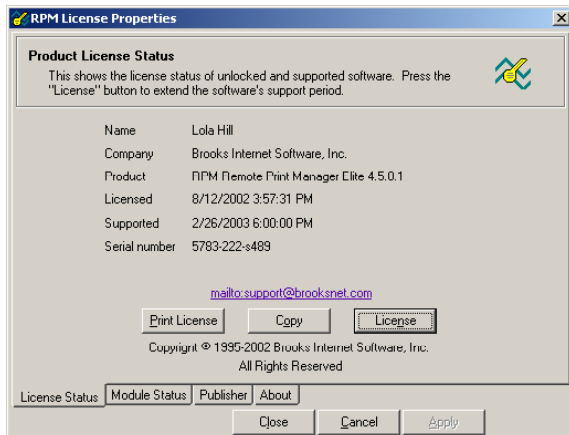 RPM License Properties
Product License Status
This shows the license status of unlocked and supported software. Press the
"License" button to extend the software's support period.
Name Lola Hill
Company Brooks Internet Software, Inc.
Product RPM Remote Print Manager Elite 4.5.0.1
Licensed 8/12/2002 3:57:31 PM
Supported 2/26/2003 6:00:00 PM
Serial number 5783-222-s489
mailto:support@brooksnet.com
Print License Copy License
Copyright © 1995-2002 Brooks Internet Software, Inc.
All Rights Reserved
License Status Module Status Publisher About
Close Cancel Apply